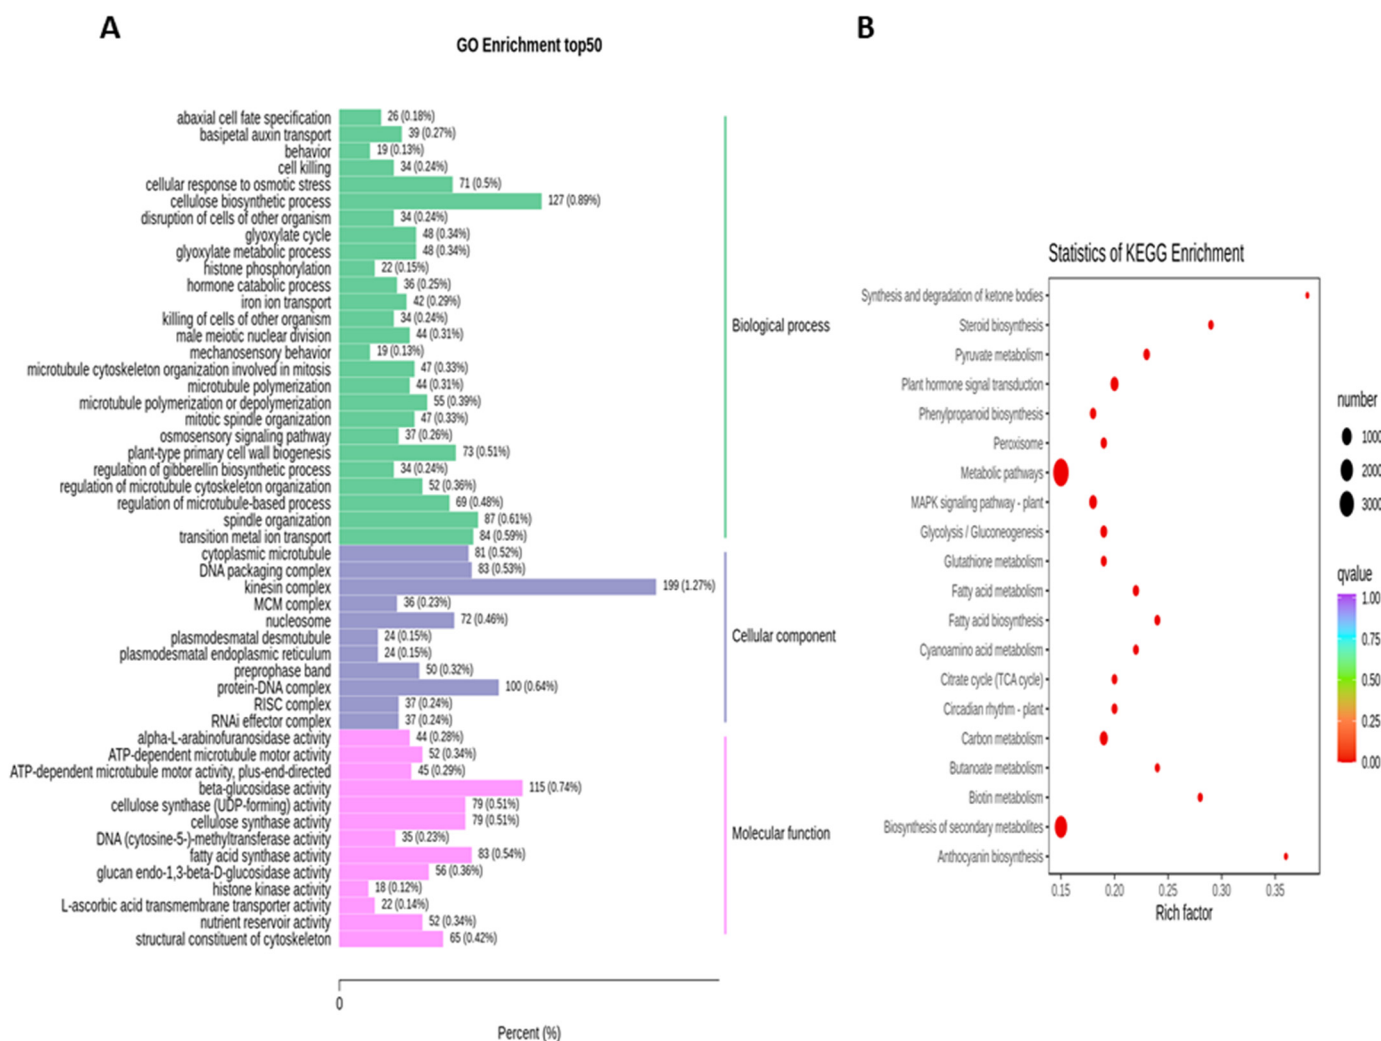 A
B
GO Enrichment top50
abaxial cell fate specification 26 (0.18%)
basipetal auxin transport 39 (0.27%)
behavior 19 (0.13%)
cell killing 34 (0.24%)
cellular response to osmotic stress 71 (0.5%)
cellulose biosynthetic process 127 (0.89%)
disruption of cells of other organism 34 (0.24%)
glyoxylate cycle 48 (0.34%)
glyoxylate metabolic process 48 (0.34%)
histone phosphorylation 22 (0.15%)
hormone catabolic process 36 (0.25%)
iron ion transport 42 (0.29%)
killing of cells of other organism 34 (0.24%)
male meiotic nuclear division 44 (0.31%)
mechanosensory behavior 19 (0.13%)
microtubule cytoskeleton organization involved in mitosis 47 (0.33%)
microtubule polymerization 44 (0.31%)
microtubule polymerization or depolymerization 55 (0.39%)
mitotic spindle organization 47 (0.33%)
osmosensory signaling pathway 37 (0.26%)
plant-type primary cell wall biogenesis 73 (0.51%)
regulation of gibberellin biosynthetic process 34 (0.24%)
regulation of microtubule cytoskeleton organization 52 (0.36%)
regulation of microtubule-based process 69 (0.48%)
spindle organization 87 (0.61%)
transition metal ion transport 84 (0.59%)
Biological process
cytoplasmic microtubule 81 (0.52%)
DNA packaging complex 83 (0.53%)
kinesin complex 199 (1.27%)
MCM complex 36 (0.23%)
nucleosome 72 (0.46%)
plasmodesmatal desmotubule 24 (0.15%)
plasmodesmatal endoplasmic reticulum 24 (0.15%)
preprophase band 50 (0.32%)
protein-DNA complex 100 (0.64%)
RISC complex 37 (0.24%)
RNAi effector complex 37 (0.24%)
Cellular component
alpha-L-arabinofuranosidase activity 44 (0.28%)
ATP-dependent microtubule motor activity 52 (0.34%)
ATP-dependent microtubule motor activity, plus-end-directed 45 (0.29%)
beta-glucosidase activity 115 (0.74%)
cellulose synthase (UDP-forming) activity 79 (0.51%)
cellulose synthase activity 79 (0.51%)
DNA (cytosine-5-)-methyltransferase activity 35 (0.23%)
fatty acid synthase activity 83 (0.54%)
glucan endo-1,3-beta-D-glucosidase activity 56 (0.36%)
histone kinase activity 18 (0.12%)
L-ascorbic acid transmembrane transporter activity 22 (0.14%)
nutrient reservoir activity 52 (0.34%)
structural constituent of cytoskeleton 65 (0.42%)
Molecular function
0
Percent (%)
Statistics of KEGG Enrichment
Synthesis and degradation of ketone bodies
Steroid biosynthesis
Pyruvate metabolism
Plant hormone signal transduction
Phenylpropanoid biosynthesis
Peroxisome
Metabolic pathways
MAPK signaling pathway - plant
Glycolysis / Gluconeogenesis
Glutathione metabolism
Fatty acid metabolism
Fatty acid biosynthesis
Cyanoamino acid metabolism
Citrate cycle (TCA cycle)
Circadian rhythm - plant
Carbon metabolism
Butanoate metabolism
Biotin metabolism
Biosynthesis of secondary metabolites
Anthocyanin biosynthesis
0.15 0.20 0.25 0.30 0.35
Rich factor
number
1000
2000
3000
qvalue
1.00
0.75
0.50
0.25
0.00